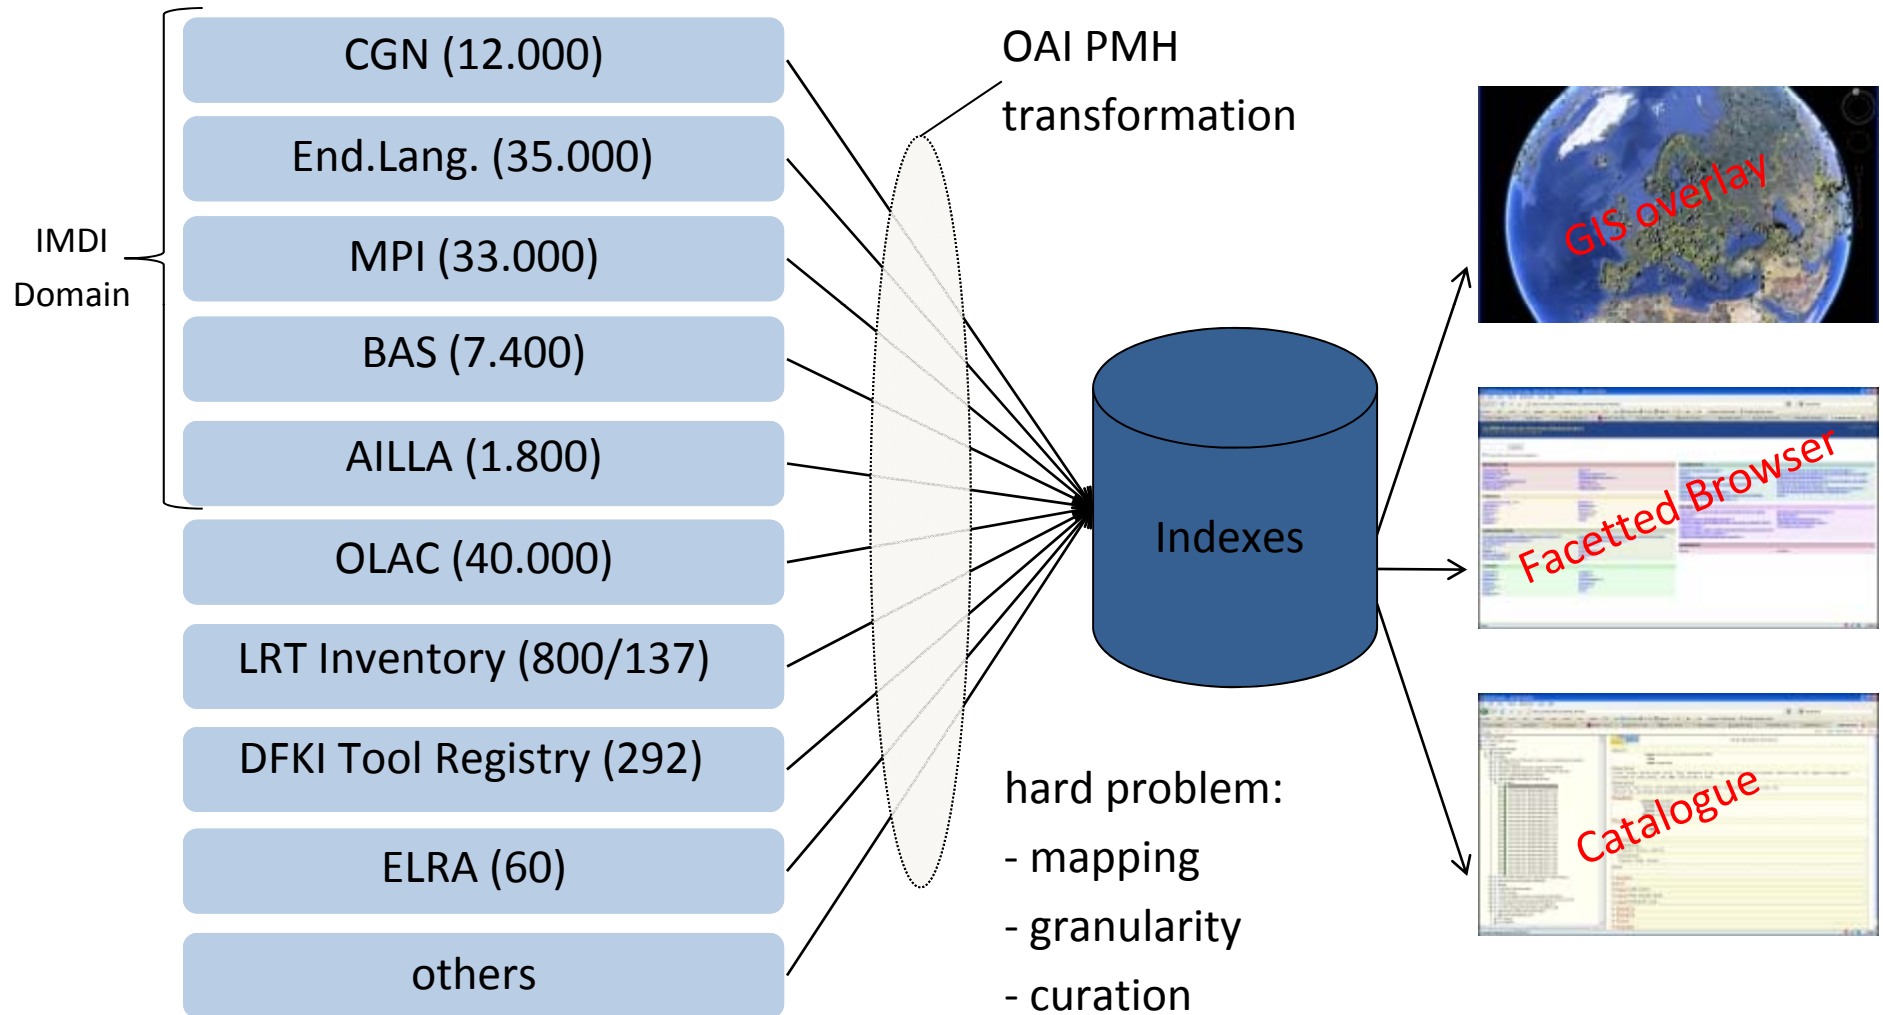 IMDI
Domain
CGN (12.000)
End.Lang. (35.000)
MPI (33.000)
BAS (7.400)
AILLA (1.800)
OLAC (40.000)
LRT Inventory (800/137)
DFKI Tool Registry (292)
ELRA (60)
others
OAI PMH
transformation
Indexes
hard problem:
- mapping
- granularity
- curation
GIS overlay
Facetted Browser
Catalogue